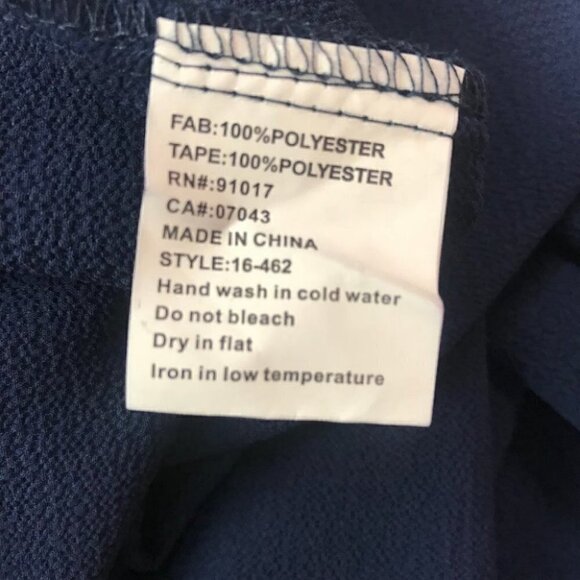 FAB:100%POLYESTER
TAPE:100%POLYESTER
RN#:91017
CA#:07043
MADE IN CHINA
STYLE:16-462
Hand wash in cold water
Do not bleach
Dry in flat
Iron in low temperature